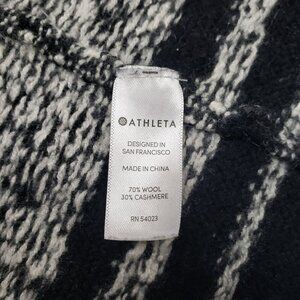 ATHLETA
DESIGNED IN
SAN FRANCISCO
MADE IN CHINA
70% WOOL
30% CASHMERE
RN 54023